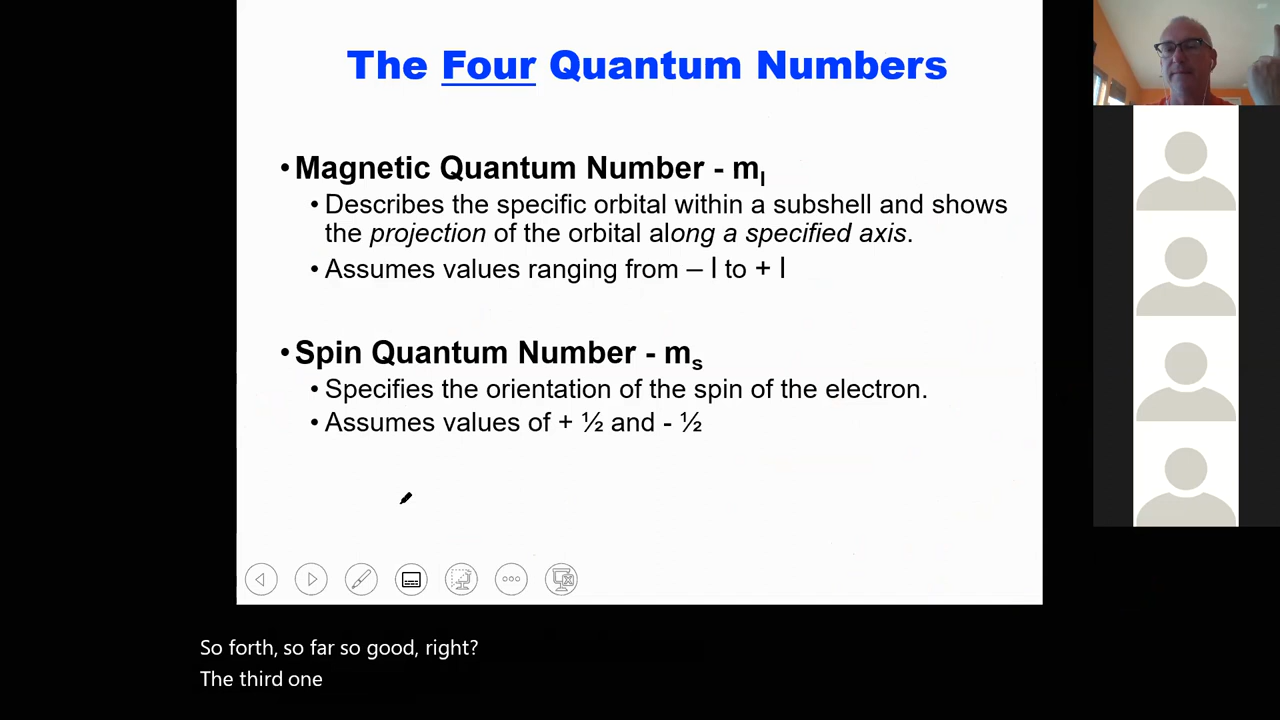 The Four Quantum Numbers
• Magnetic Quantum Number - ml
• Describes the specific orbital within a subshell and shows
the projection of the orbital along a specified axis.
• Assumes values ranging from – l to + l
• Spin Quantum Number - ms
• Specifies the orientation of the spin of the electron.
• Assumes values of + ½ and - ½
So forth, so far so good, right?
The third one